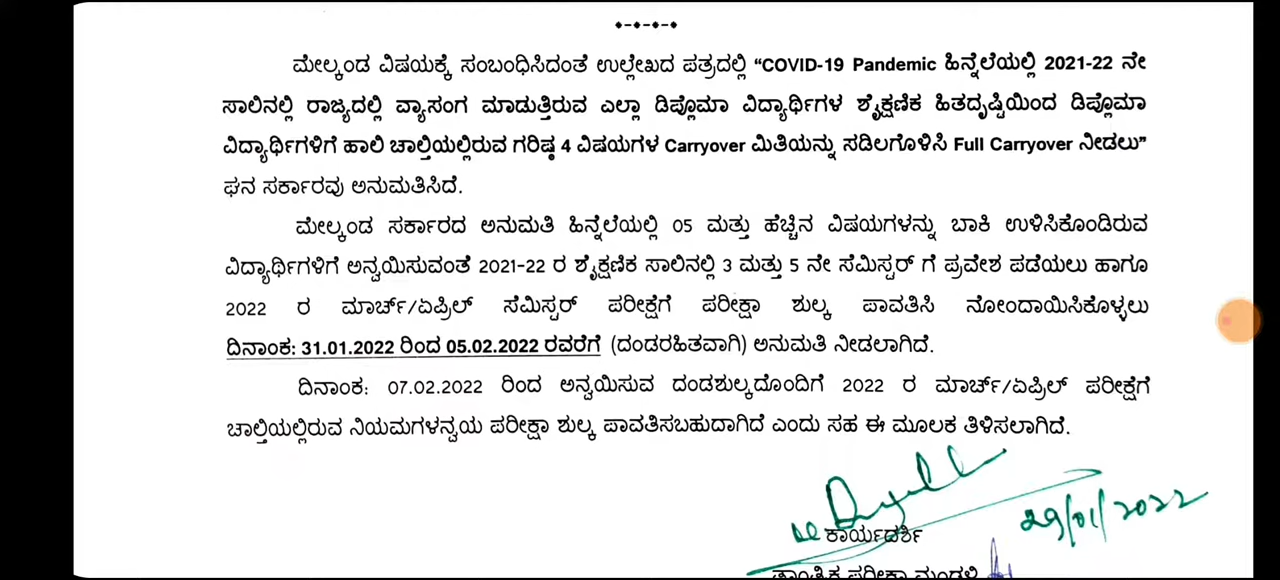 ಮೇಲ್ಕಂಡ ವಿಷಯಕ್ಕೆ ಸಂಬಂಧಿಸಿದಂತೆ ಉಲ್ಲೇಖದ ಪತ್ರದಲ್ಲಿ “COVID-19 Pandemic ಹಿನ್ನೆಲೆಯಲ್ಲಿ 2021-22 ನೇ
ಸಾಲಿನಲ್ಲಿ ರಾಜ್ಯದಲ್ಲಿ ವ್ಯಾಸಂಗ ಮಾಡುತ್ತಿರುವ ಎಲ್ಲಾ ಡಿಪ್ಲೊಮಾ ವಿದ್ಯಾರ್ಥಿಗಳ ಶೈಕ್ಷಣಿಕ ಹಿತದೃಷ್ಟಿಯಿಂದ ಡಿಪ್ಲೊಮಾ
ವಿದ್ಯಾರ್ಥಿಗಳಿಗೆ ಹಾಲಿ ಚಾಲ್ತಿಯಲ್ಲಿರುವ ಗರಿಷ್ಠ 4 ವಿಷಯಗಳ Carryover ಮಿತಿಯನ್ನು ಸಡಿಲಗೊಳಿಸಿ Full Carryover ನೀಡಲು”
ಘನ ಸರ್ಕಾರವು ಅನುಮತಿಸಿದೆ.
ಮೇಲ್ಕಂಡ ಸರ್ಕಾರದ ಅನುಮತಿ ಹಿನ್ನೆಲೆಯಲ್ಲಿ 05 ಮತ್ತು ಹೆಚ್ಚಿನ ವಿಷಯಗಳನ್ನು ಬಾಕಿ ಉಳಿಸಿಕೊಂಡಿರುವ
ವಿದ್ಯಾರ್ಥಿಗಳಿಗೆ ಅನ್ವಯಿಸುವಂತೆ 2021-22 ರ ಶೈಕ್ಷಣಿಕ ಸಾಲಿನಲ್ಲಿ 3 ಮತ್ತು 5 ನೇ ಸೆಮಿಸ್ಟರ್ ಗೆ ಪ್ರವೇಶ ಪಡೆಯಲು ಹಾಗೂ
2022 ರ ಮಾರ್ಚ್/ಏಪ್ರಿಲ್ ಸೆಮಿಸ್ಟರ್ ಪರೀಕ್ಷೆಗೆ ಪರೀಕ್ಷಾ ಶುಲ್ಕ ಪಾವತಿಸಿ ನೋಂದಾಯಿಸಿಕೊಳ್ಳಲು
ದಿನಾಂಕ: 31.01.2022 ರಿಂದ 05.02.2022 ರವರೆಗೆ (ದಂಡರಹಿತವಾಗಿ) ಅನುಮತಿ ನೀಡಲಾಗಿದೆ.
ದಿನಾಂಕ: 07.02.2022 ರಿಂದ ಅನ್ವಯಿಸುವ ದಂಡಶುಲ್ಕದೊಂದಿಗೆ 2022 ರ ಮಾರ್ಚ್/ಏಪ್ರಿಲ್ ಪರೀಕ್ಷೆಗೆ
ಚಾಲ್ತಿಯಲ್ಲಿರುವ ನಿಯಮಗಳನ್ವಯ ಪರೀಕ್ಷಾ ಶುಲ್ಕ ಪಾವತಿಸಬಹುದಾಗಿದೆ ಎಂದು ಸಹ ಈ ಮೂಲಕ ತಿಳಿಸಲಾಗಿದೆ.
29/01/2022
ಕಾರ್ಯದರ್ಶಿ
ತಾಂತ್ರಿಕ ಪರೀಕ್ಷಾ ಮಂಡಳಿ